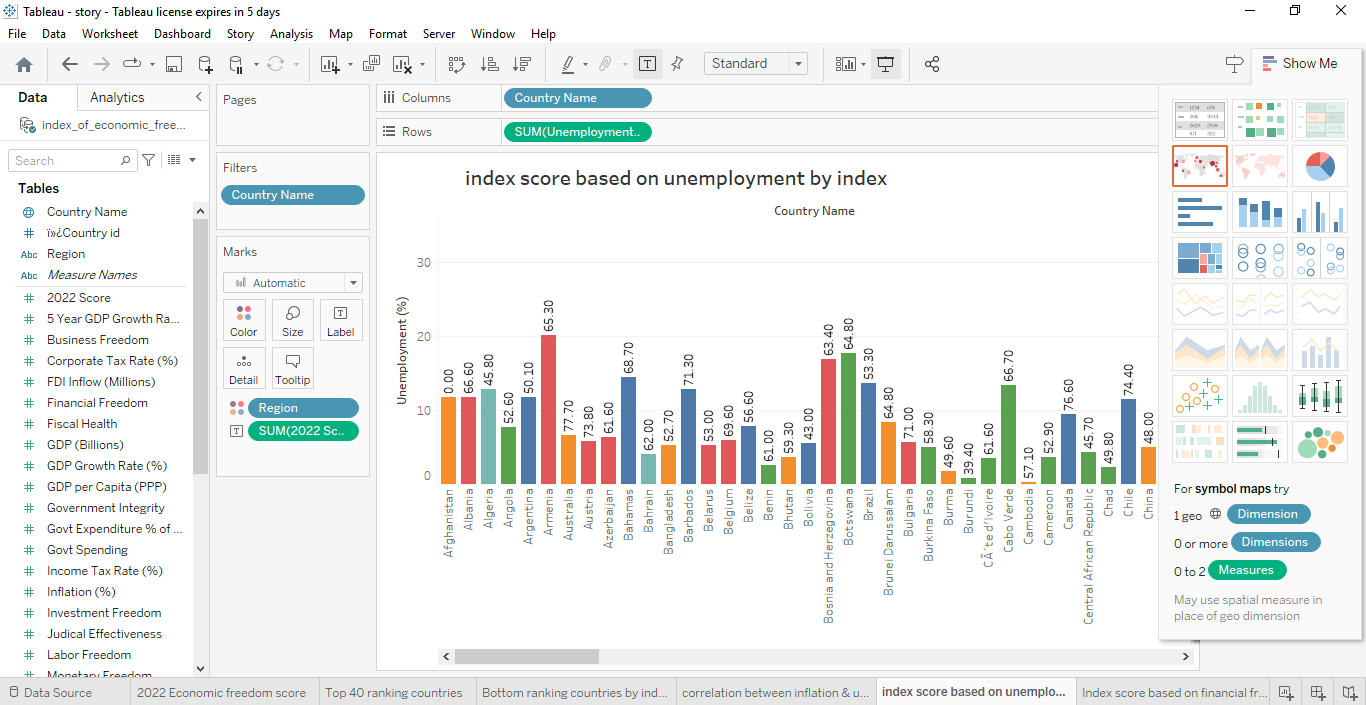 Tableau - story - Tableau license expires in 5 days
File Data Worksheet Dashboard Story Analysis Map Format Server Window Help
Standard
Show Me
Data Analytics
index_of_economic_free...
Search
Tables
Country Name
ï»¿Country id
Region
Measure Names
2022 Score
5 Year GDP Growth Ra...
Business Freedom
Corporate Tax Rate (%)
FDI Inflow (Millions)
Financial Freedom
Fiscal Health
GDP (Billions)
GDP Growth Rate (%)
GDP per Capita (PPP)
Government Integrity
Govt Expenditure % of ...
Govt Spending
Income Tax Rate (%)
Inflation (%)
Investment Freedom
Judical Effectiveness
Labor Freedom
Monetary Freedom
Pages
Filters
Country Name
Marks
Automatic
Color Size Label
Detail Tooltip
Region
SUM(2022 Sc..
Columns Country Name
Rows SUM(Unemployment..
index score based on unemployment by index
Country Name
Unemployment (%)
30
20
10
0
0.00
66.60
45.80
52.60
50.10
65.30
77.70
73.80
61.60
68.70
62.00
52.70
71.30
53.00
69.60
56.60
61.00
59.30
43.00
63.40
64.80
53.30
64.80
71.00
58.30
49.60
39.40
61.60
66.70
57.10
52.90
76.60
45.70
49.80
74.40
48.00
Afghanistan
Albania
Algeria
Angola
Argentina
Armenia
Australia
Austria
Azerbaijan
Bahamas
Bahrain
Bangladesh
Barbados
Belarus
Belgium
Belize
Benin
Bhutan
Bolivia
Bosnia and Herzegovina
Botswana
Brazil
Brunei Darussalam
Bulgaria
Burkina Faso
Burma
Burundi
CÃ´te d'Ivoire
Cabo Verde
Cambodia
Cameroon
Canada
Central African Republic
Chad
Chile
China
For symbol maps try
1 geo Dimension
0 or more Dimensions
0 to 2 Measures
May use spatial measure in
place of geo dimension
Data Source
2022 Economic freedom score
Top 40 ranking countries
Bottom ranking countries by ind...
correlation between inflation & u...
index score based on unemplo...
Index score based on financial fr...